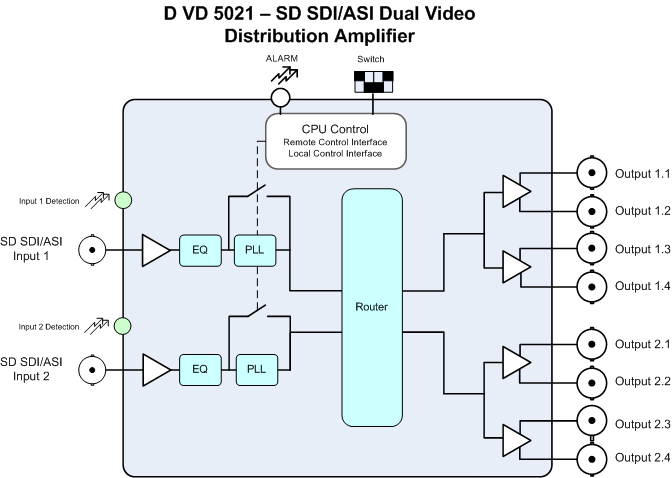 D VD 5021 – SD SDI/ASI Dual Video
Distribution Amplifier
ALARM
Switch
CPU Control
Remote Control Interface
Local Control Interface
Output 1.1
Input 1 Detection
Output 1.2
SD SDI/ASI
Input 1
EQ
PLL
Output 1.3
Output 1.4
Router
Input 2 Detection
Output 2.1
SD SDI/ASI
Input 2
EQ
PLL
Output 2.2
Output 2.3
Output 2.4